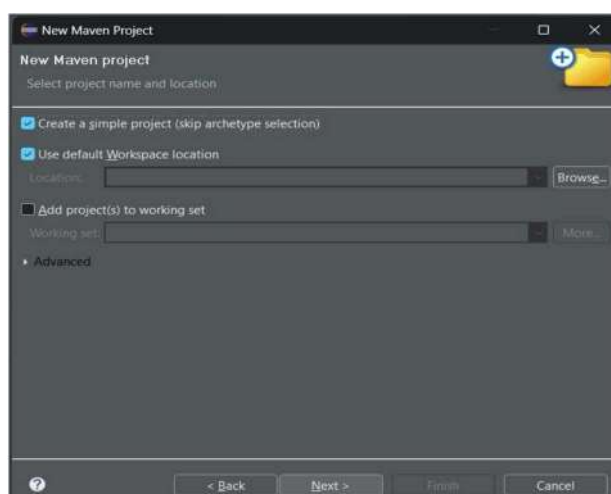 New Maven Project
New Maven project
Select project name and location
Create a simple project (skip archetype selection)
Use default Workspace location
Location:
Browse...
Add project(s) to working set
Working set:
More...
Advanced
?
< Back
Next >
Finish
Cancel